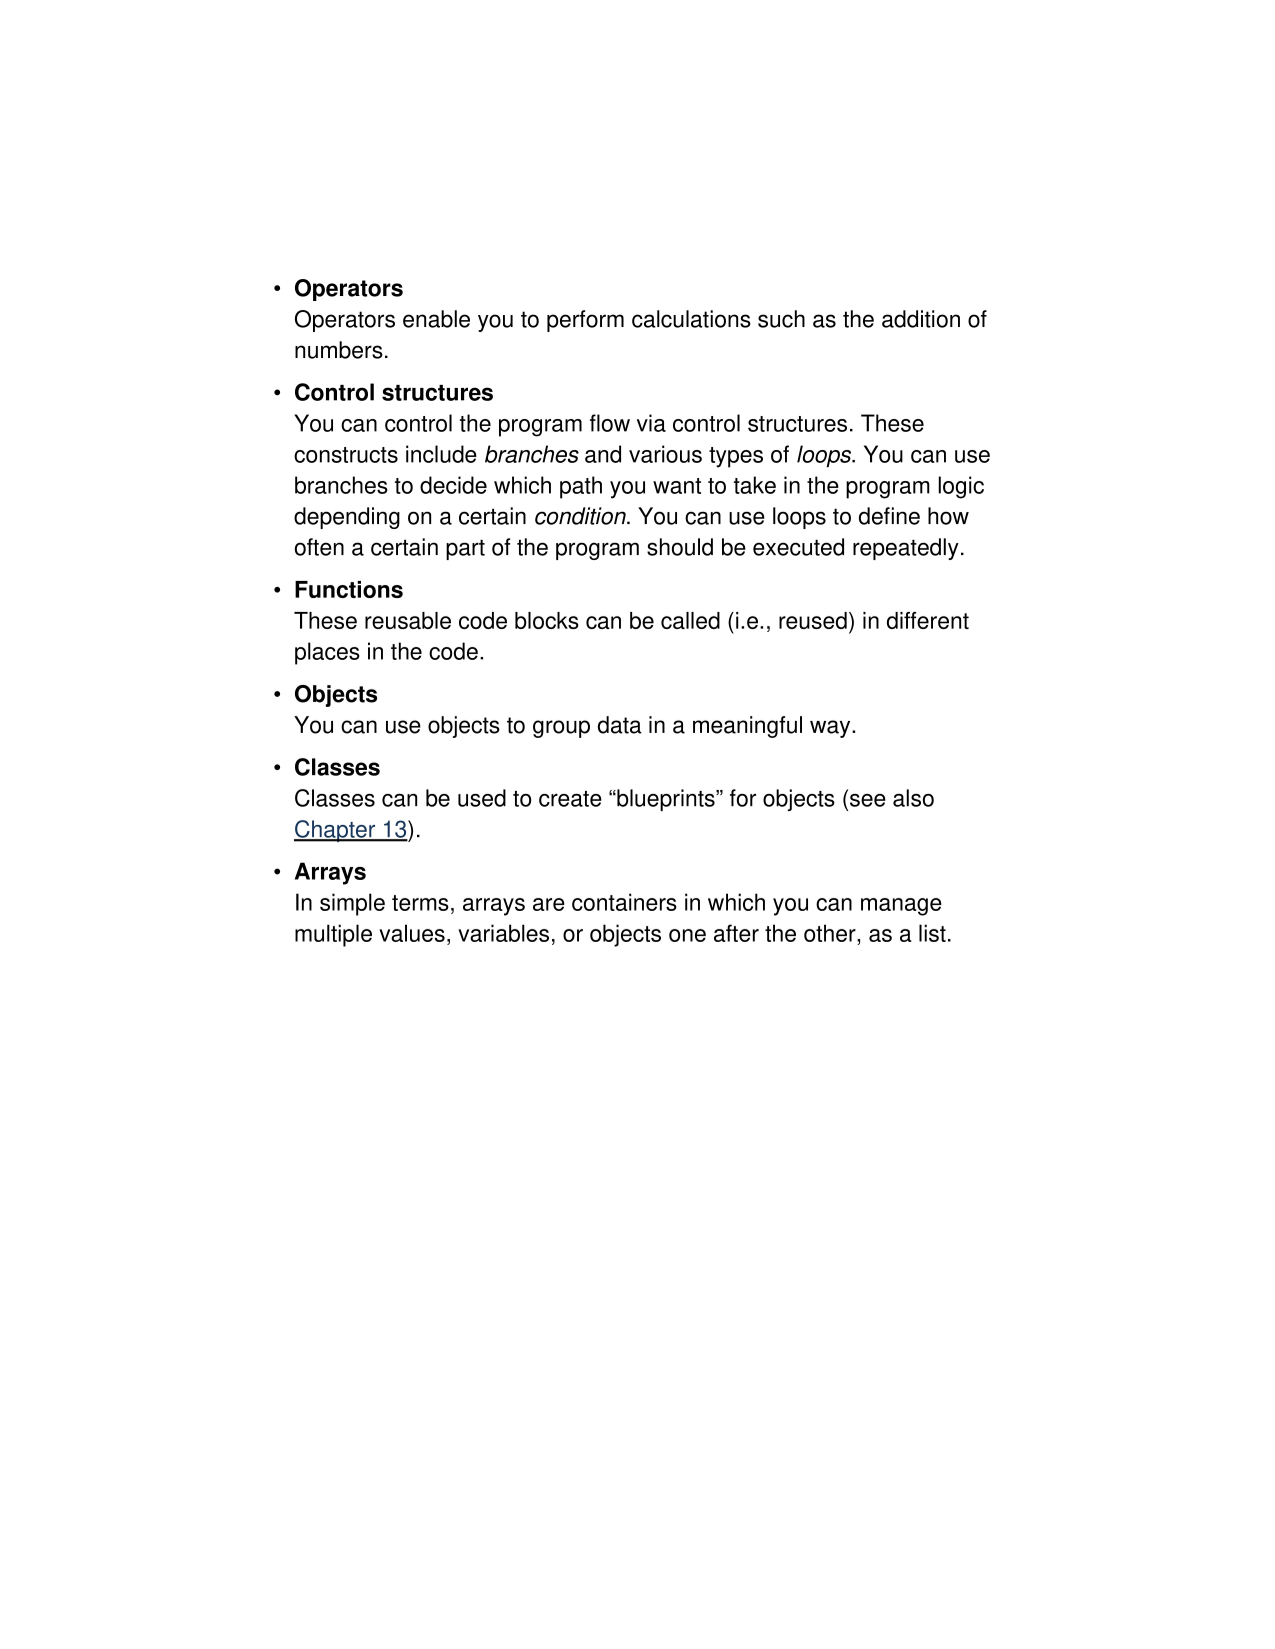 • Operators
Operators enable you to perform calculations such as the addition of
numbers.
• Control structures
You can control the program flow via control structures. These
constructs include branches and various types of loops. You can use
branches to decide which path you want to take in the program logic
depending on a certain condition. You can use loops to define how
often a certain part of the program should be executed repeatedly.
• Functions
These reusable code blocks can be called (i.e., reused) in different
places in the code.
• Objects
You can use objects to group data in a meaningful way.
• Classes
Classes can be used to create “blueprints” for objects (see also
Chapter 13).
• Arrays
In simple terms, arrays are containers in which you can manage
multiple values, variables, or objects one after the other, as a list.